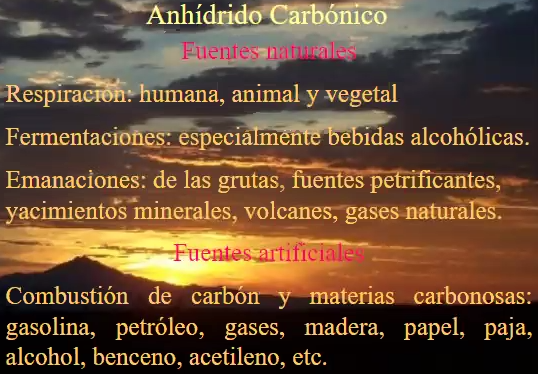 Anhídrido Carbónico
Fuentes naturales
Respiración: humana, animal y vegetal
Fermentaciones: especialmente bebidas alcohólicas.
Emanaciones: de las grutas, fuentes petrificantes,
yacimientos minerales, volcanes, gases naturales.
Fuentes artificiales
Combustión de carbón y materias carbonosas:
gasolina, petróleo, gases, madera, papel, paja,
alcohol, benceno, acetileno, etc.